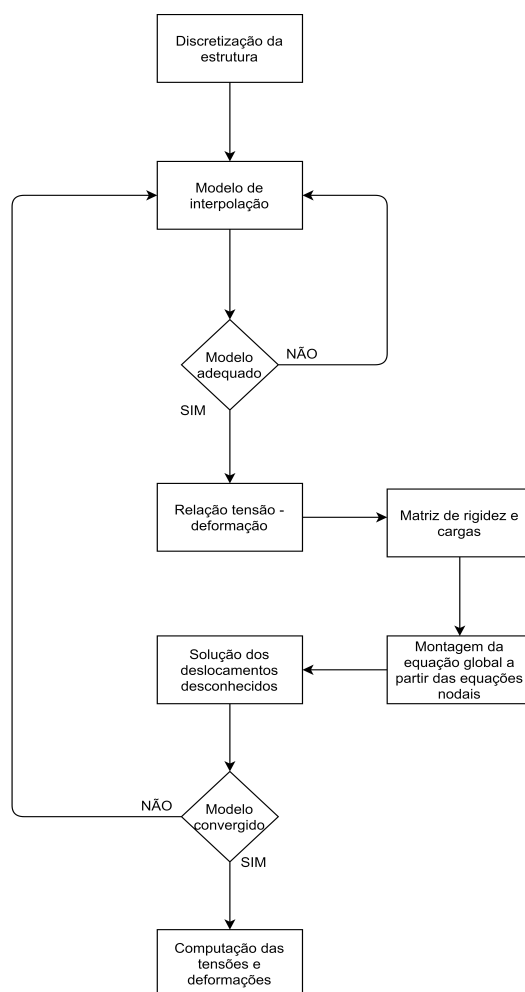 Discretização da
estrutura
Modelo de
interpolação
Modelo
adequado
NÃO
SIM
Relação tensão -
deformação
Matriz de rigidez e
cargas
Montagem da
equação global a
partir das equações
nodais
Solução dos
deslocamentos
desconhecidos
NÃO
Modelo
convergido
SIM
Computação das
tensões e
deformações